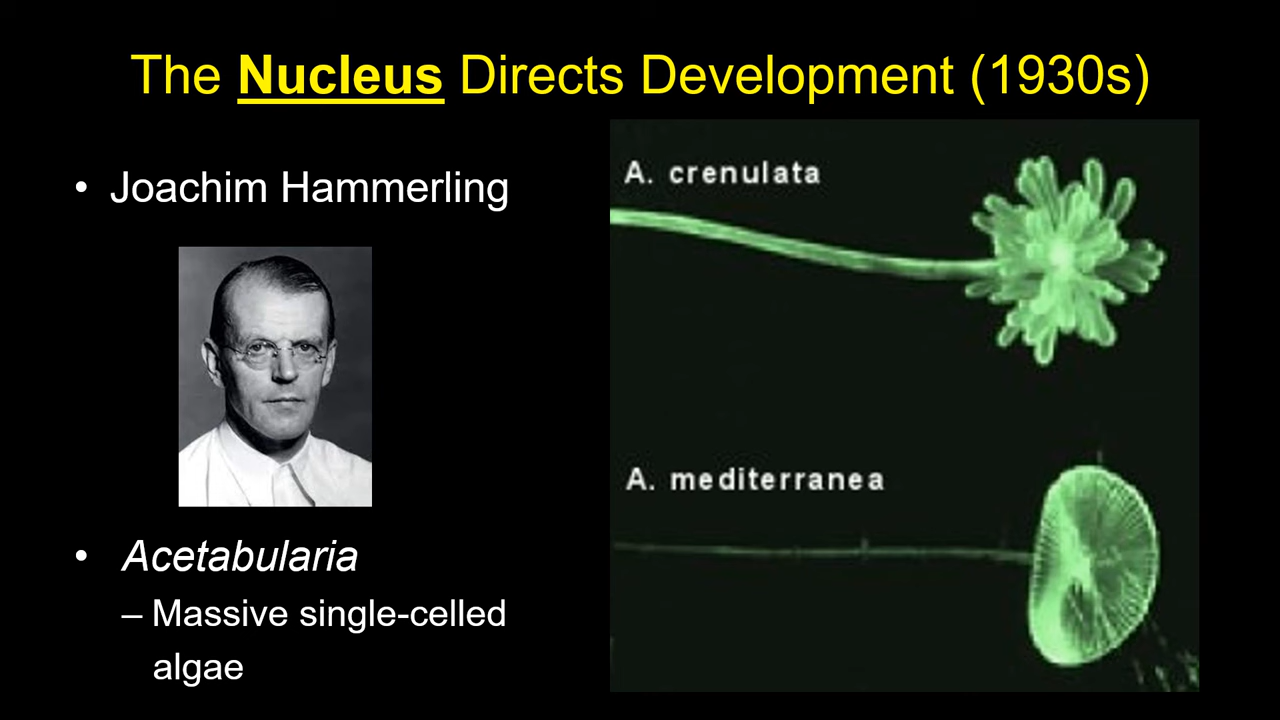 The Nucleus Directs Development (1930s)
• Joachim Hammerling
A. crenulata
A. mediterranea
• Acetabularia
– Massive single-celled
algae